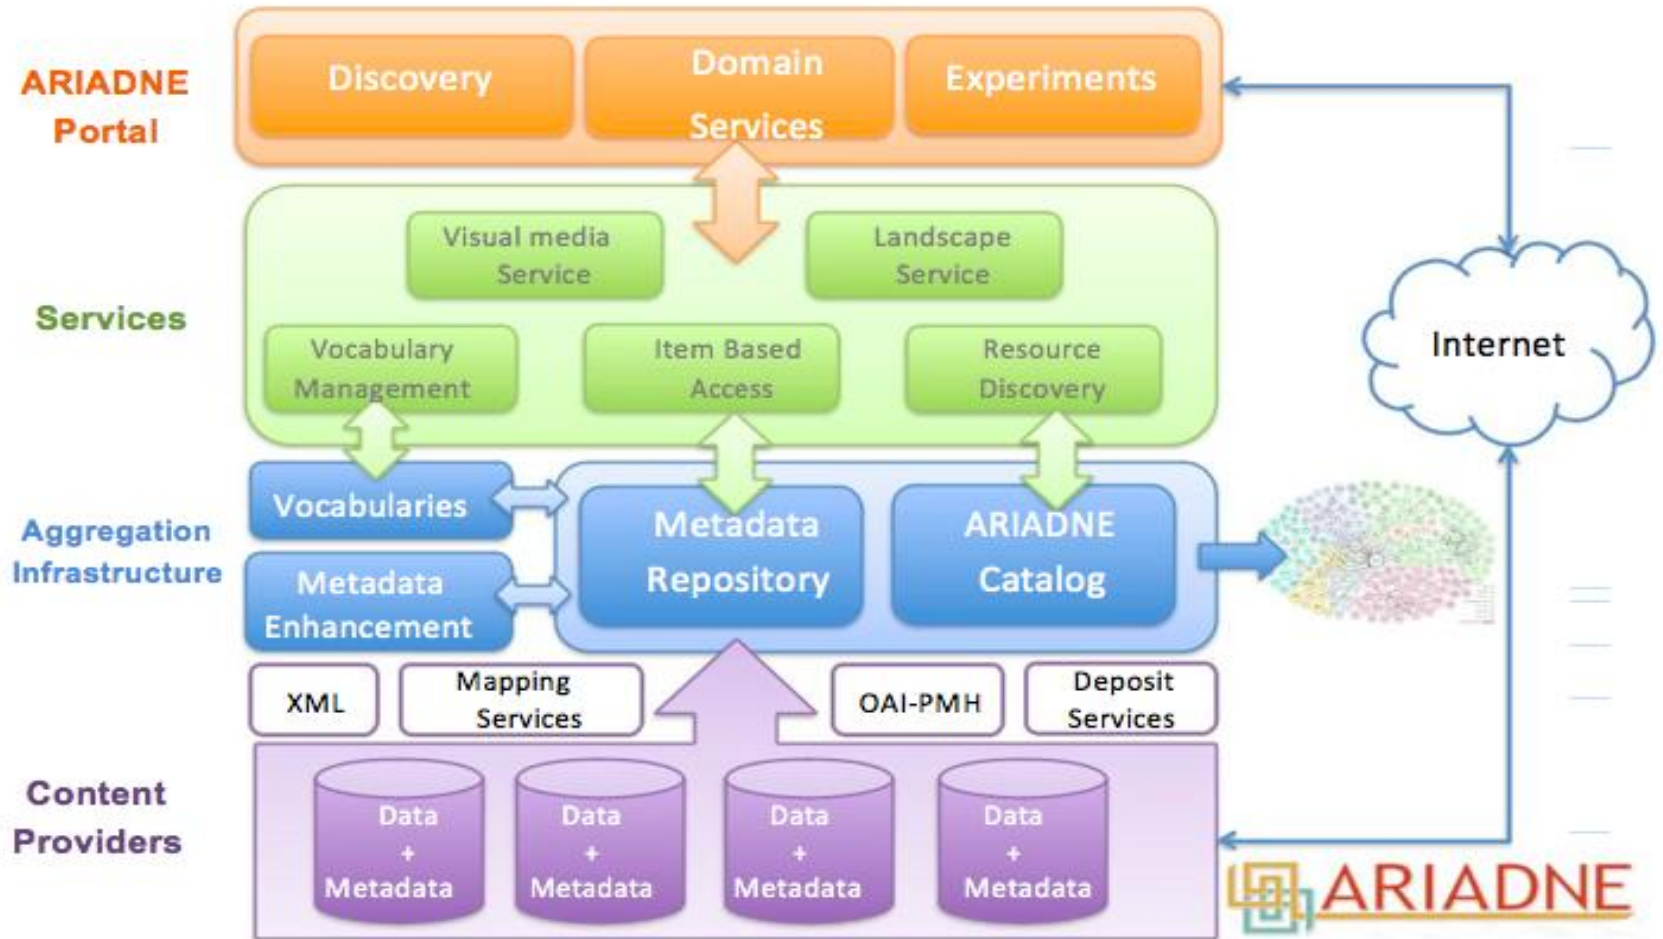 ARIADNE
Portal
Discovery
Domain
Services
Experiments
Services
Visual media
Service
Landscape
Service
Vocabulary
Management
Item Based
Access
Resource
Discovery
Internet
Aggregation
Infrastructure
Vocabularies
Metadata
Enhancement
Metadata
Repository
ARIADNE
Catalog
XML
Mapping
Services
OAI-PMH
Deposit
Services
Content
Providers
Data
+
Metadata
Data
+
Metadata
Data
+
Metadata
Data
+
Metadata
ARIADNE